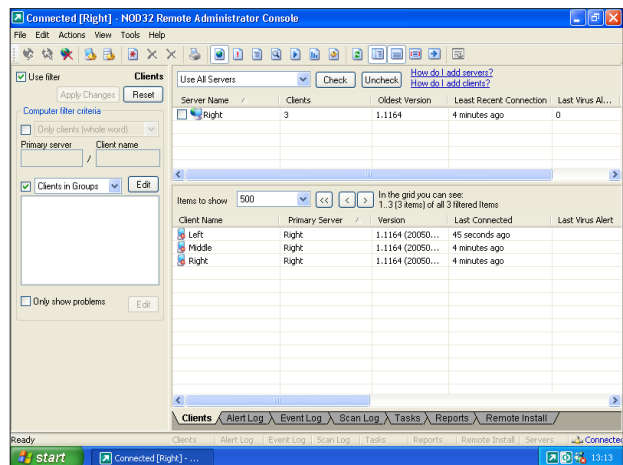 Connected [Right] - NOD32 Remote Administrator Console
File Edit Actions View Tools Help
Use filter Clients
Apply Changes Reset
Computer filter criteria
Only clients (whole word)
Primary server Client name
/
Clients in Groups Edit
Only show problems Edit
Use All Servers Check Uncheck How do I add servers?
How do I add clients?
Server Name Clients Oldest Version Least Recent Connection Last Virus Al...
Right 3 1.1164 4 minutes ago 0
Items to show 500 << < > In the grid you can see:
1..3 (3 items) of all 3 filtered Items
Client Name Primary Server Version Last Connected Last Virus Alert
Left Right 1.1164 (20050... 45 seconds ago
Middle Right 1.1164 (20050... 4 minutes ago
Right Right 1.1164 (20050... 4 minutes ago
Clients Alert Log Event Log Scan Log Tasks Reports Remote Install
Ready Clients Alert Log Event Log Scan Log Tasks Reports Remote Install Servers Connected
start Connected [Right] - ... 13:13